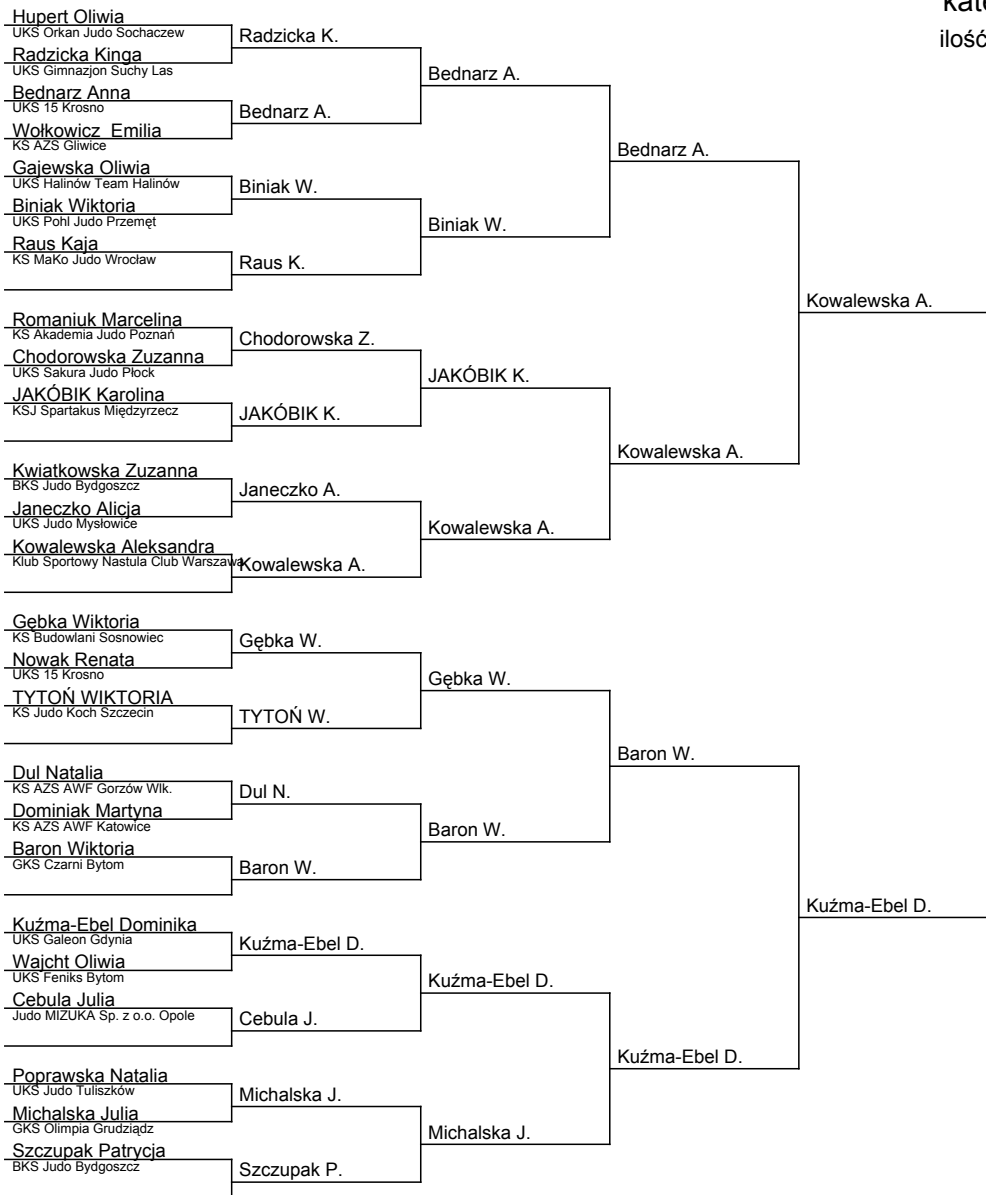 kate
ilość
Hupert Oliwia
UKS Orkan Judo Sochaczew
Radzicka Kinga
UKS Gimnazjon Suchy Las
Bednarz Anna
UKS 15 Krosno
Wołkowicz Emilia
KS AZS Gliwice
Gajewska Oliwia
UKS Halinów Team Halinów
Biniak Wiktoria
UKS Pohl Judo Przemęt
Raus Kaja
KS MaKo Judo Wrocław
Romaniuk Marcelina
KS Akademia Judo Poznań
Chodorowska Zuzanna
UKS Sakura Judo Płock
JAKÓBIK Karolina
KSJ Spartakus Międzyrzecz
Kwiatkowska Zuzanna
BKS Judo Bydgoszcz
Janeczko Alicja
UKS Judo Mysłowice
Kowalewska Aleksandra
Klub Sportowy Nastula Club Warszawa
Gębka Wiktoria
KS Budowlani Sosnowiec
Nowak Renata
UKS 15 Krosno
TYTOŃ WIKTORIA
KS Judo Koch Szczecin
Dul Natalia
KS AZS AWF Gorzów Wlk.
Dominiak Martyna
KS AZS AWF Katowice
Baron Wiktoria
GKS Czarni Bytom
Kuźma-Ebel Dominika
UKS Galeon Gdynia
Wajcht Oliwia
UKS Feniks Bytom
Cebula Julia
Judo MIZUKA Sp. z o.o. Opole
Poprawska Natalia
UKS Judo Tuliszków
Michalska Julia
GKS Olimpia Grudziądz
Szczupak Patrycja
BKS Judo Bydgoszcz
Radzicka K.
Bednarz A.
Biniak W.
Raus K.
Chodorowska Z.
JAKÓBIK K.
Janeczko A.
Kowalewska A.
Gębka W.
TYTOŃ W.
Dul N.
Baron W.
Kuźma-Ebel D.
Cebula J.
Michalska J.
Szczupak P.
Bednarz A.
Biniak W.
JAKÓBIK K.
Kowalewska A.
Gębka W.
Baron W.
Kuźma-Ebel D.
Michalska J.
Bednarz A.
Kowalewska A.
Baron W.
Kuźma-Ebel D.
Kowalewska A.
Kuźma-Ebel D.